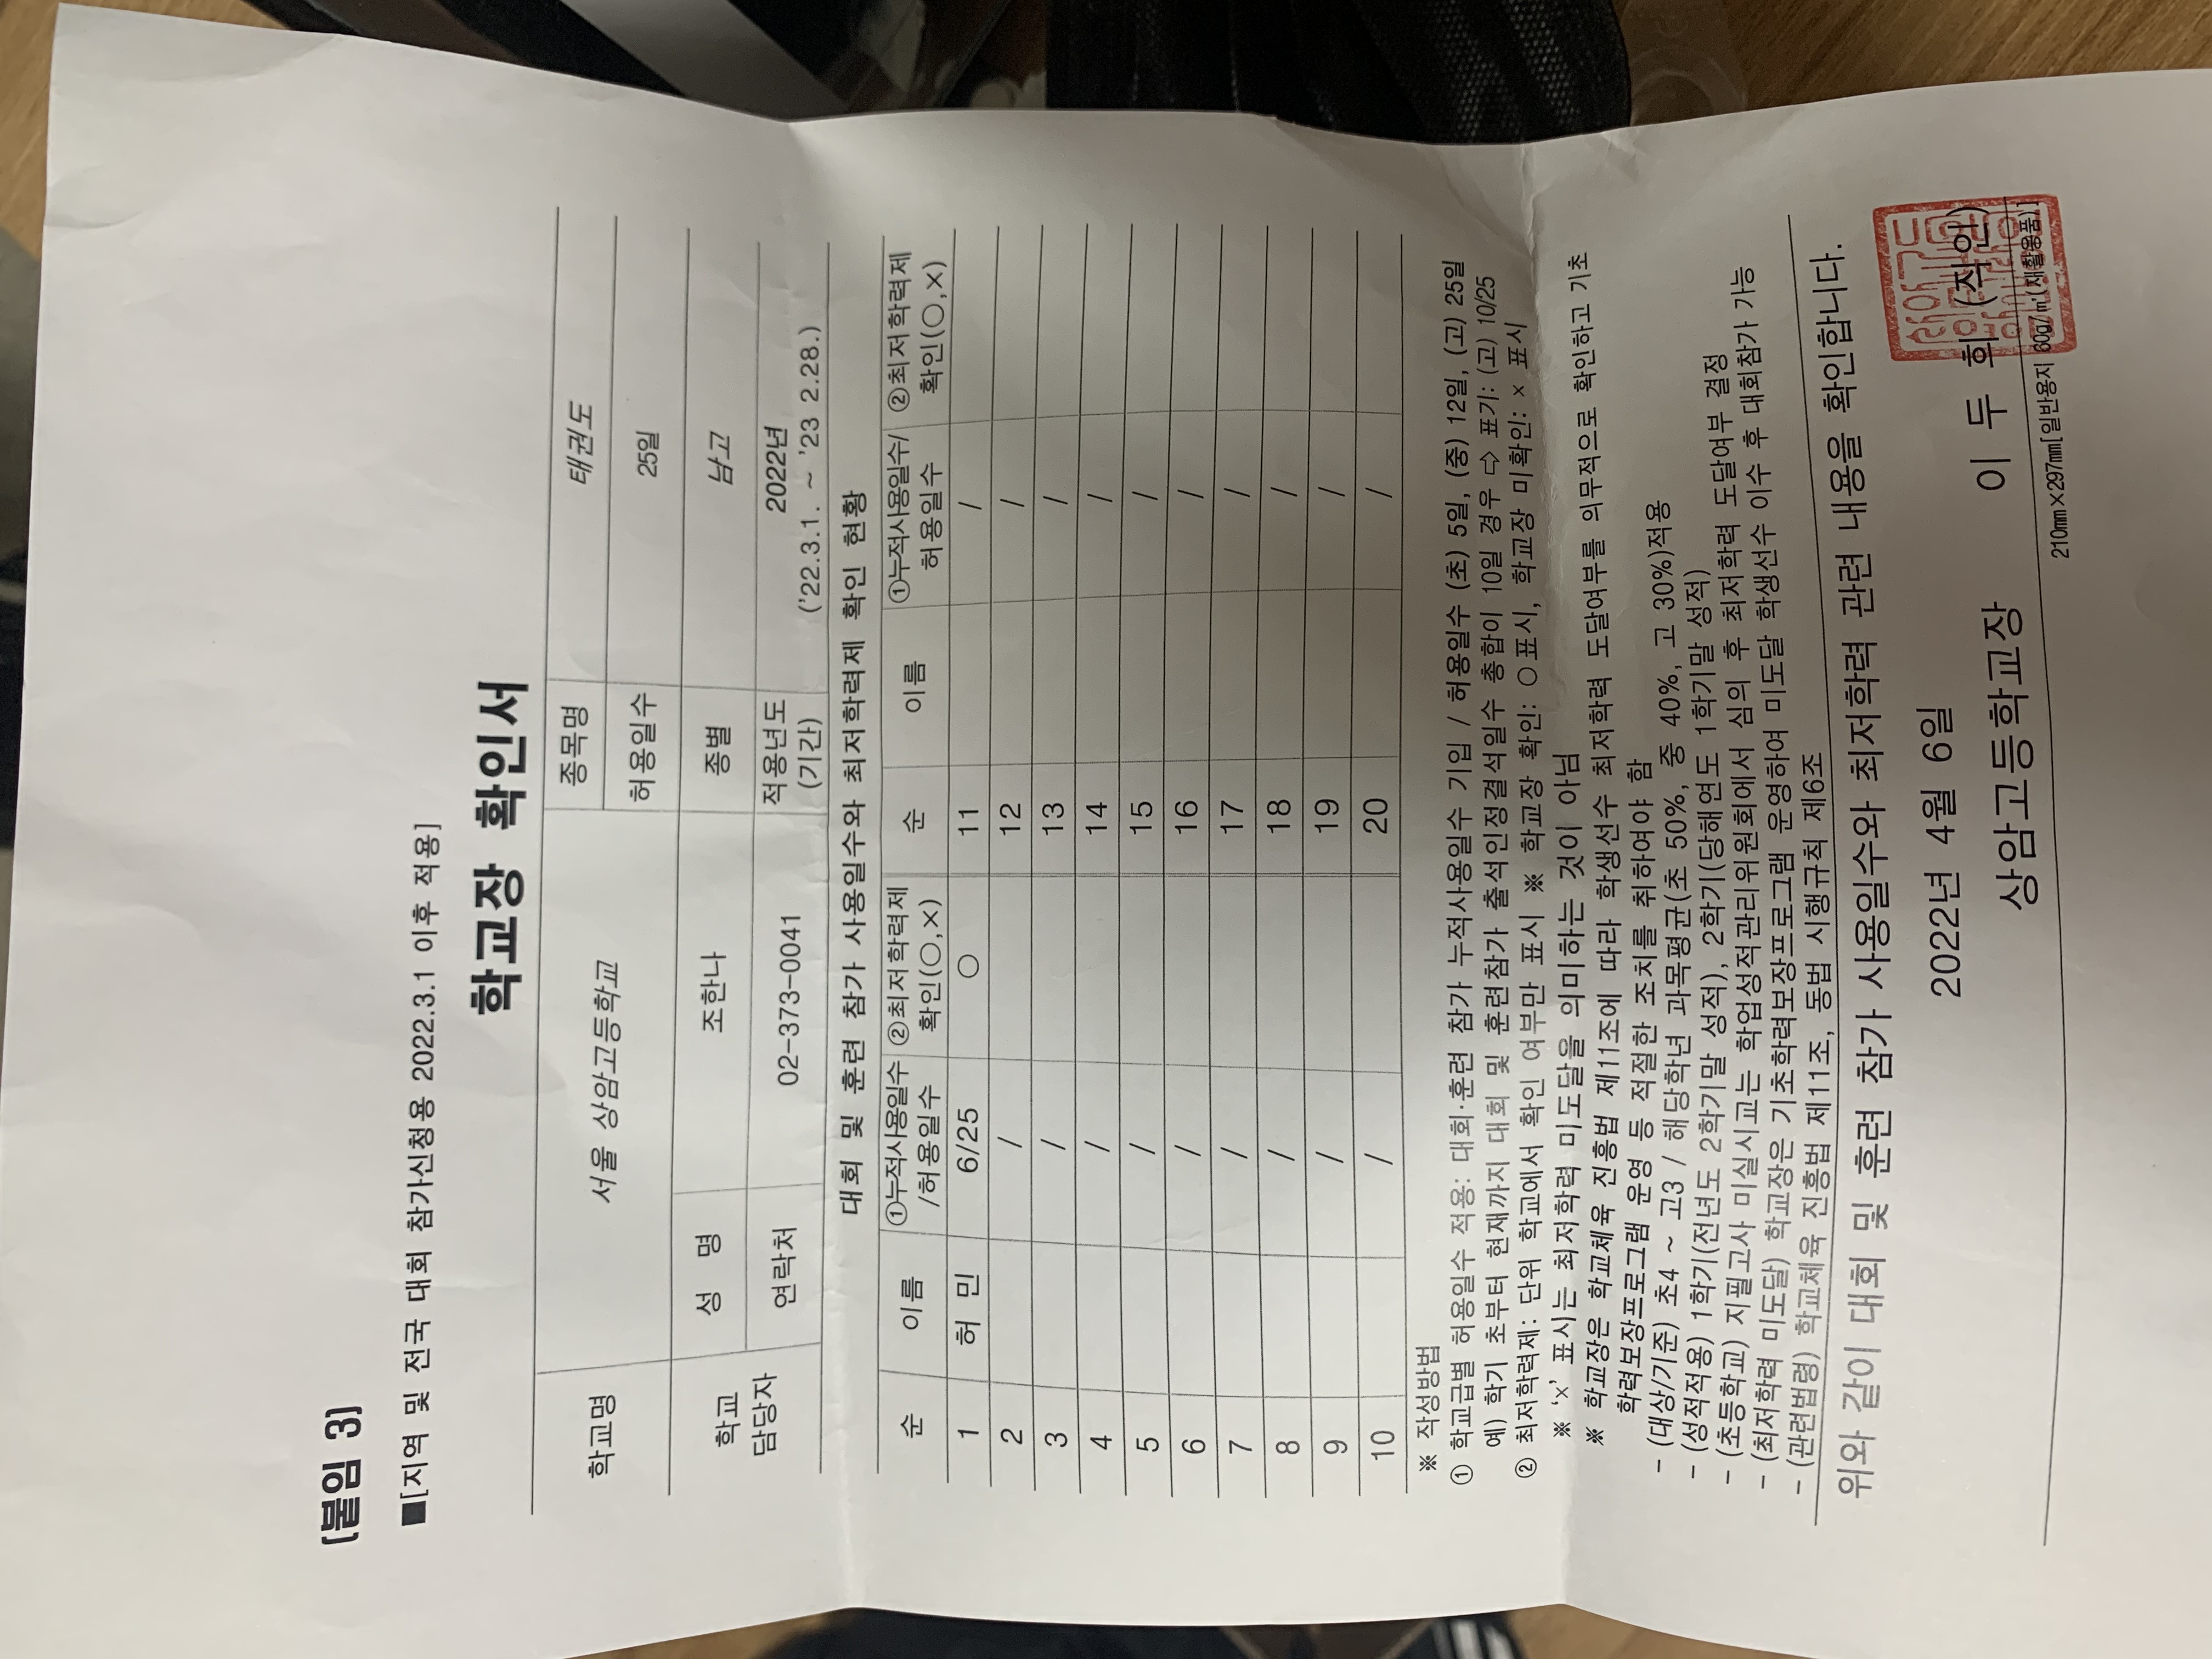 [붙임 3]
■[지역 및 전국 대회 참가신청용 2022.3.1 이후 적용]
학교장 확인서
학교명 서울 상암고등학교 종목명 태권도
허용일수 25일
학교 담당자 성 명 조한나 종별 남고
연락처 02-373-0041 적용년도 (기간) 2022년 ('22.3.1. ~ '23 2.28.)
대회 및 훈련 참가 사용일수와 최저학력제 확인 현황
순 이름 ①누적사용일수 /허용일수 ②최저학력제 확인(○,×) 순 이름 ①누적사용일수/ 허용일수 ②최저학력제 확인(○,×)
1 허 민 6/25 ○ 11 /
2 / 12 /
3 / 13 /
4 / 14 /
5 / 15 /
6 / 16 /
7 / 17 /
8 / 18 /
9 / 19 /
10 / 20 /
※ 작성방법
① 학교급별 허용일수 적용: 대회·훈련 참가 누적사용일수 기입 / 허용일수 (초) 5일, (중) 12일, (고) 25일
예) 학기 초부터 현재까지 대회 및 훈련참가 출석인정결석일수 총합이 10일 경우 ⇨ 표기: (고) 10/25
② 최저학력제: 단위 학교에서 확인 여부만 표시 ※ 학교장 확인: ○표시, 학교장 미확인: × 표시
※ ‘×’ 표시는 최저학력 미도달을 의미하는 것이 아님
※ 학교장은 학교체육 진흥법 제11조에 따라 학생선수 최저학력 도달여부를 의무적으로 확인하고 기초
학력보장프로그램 운영 등 적절한 조치를 취하여야 함
- (대상/기준) 초4 ~ 고3 / 해당학년 과목평균(초 50%, 중 40%, 고 30%)적용
- (성적적용) 1학기(전년도 2학기말 성적), 2학기(당해연도 1학기말 성적)
- (초등학교) 지필고사 미실시교는 학업성적관리위원회에서 심의 후 최저학력 도달여부 결정
- (최저학력 미도달) 학교장은 기초학력보장프로그램 운영하여 미도달 학생선수 이수 후 대회참가 가능
- (관련법령) 학교체육 진흥법 제11조, 동법 시행규칙 제6조
위와 같이 대회 및 훈련 참가 사용일수와 최저학력 관련 내용을 확인합니다.
2022년 4월 6일
상암고등학교장 이 두 희 (직인)
210㎜×297㎜[일반용지 60g/㎡(재활용품)]